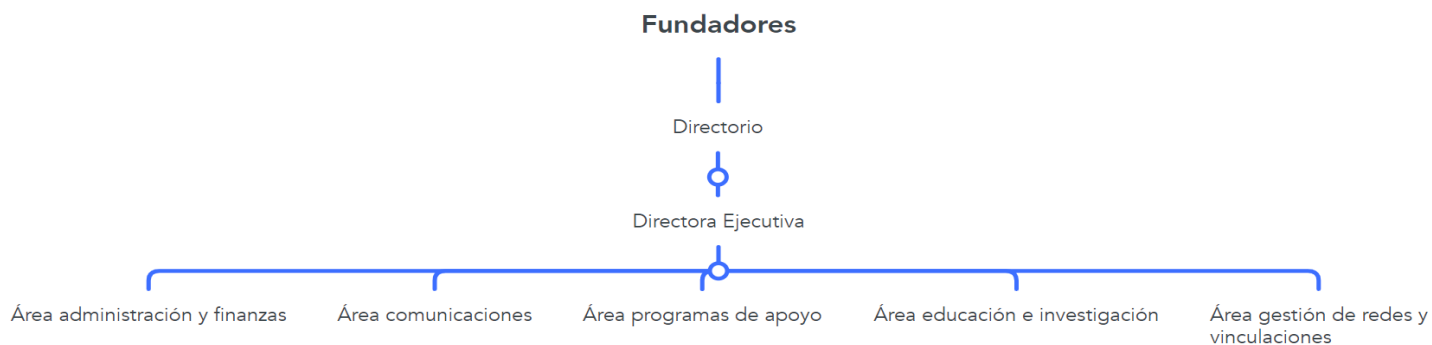 Fundadores
Directorio
Directora Ejecutiva
Área administración y finanzas
Área comunicaciones
Área programas de apoyo
Área educación e investigación
Área gestión de redes y
vinculaciones